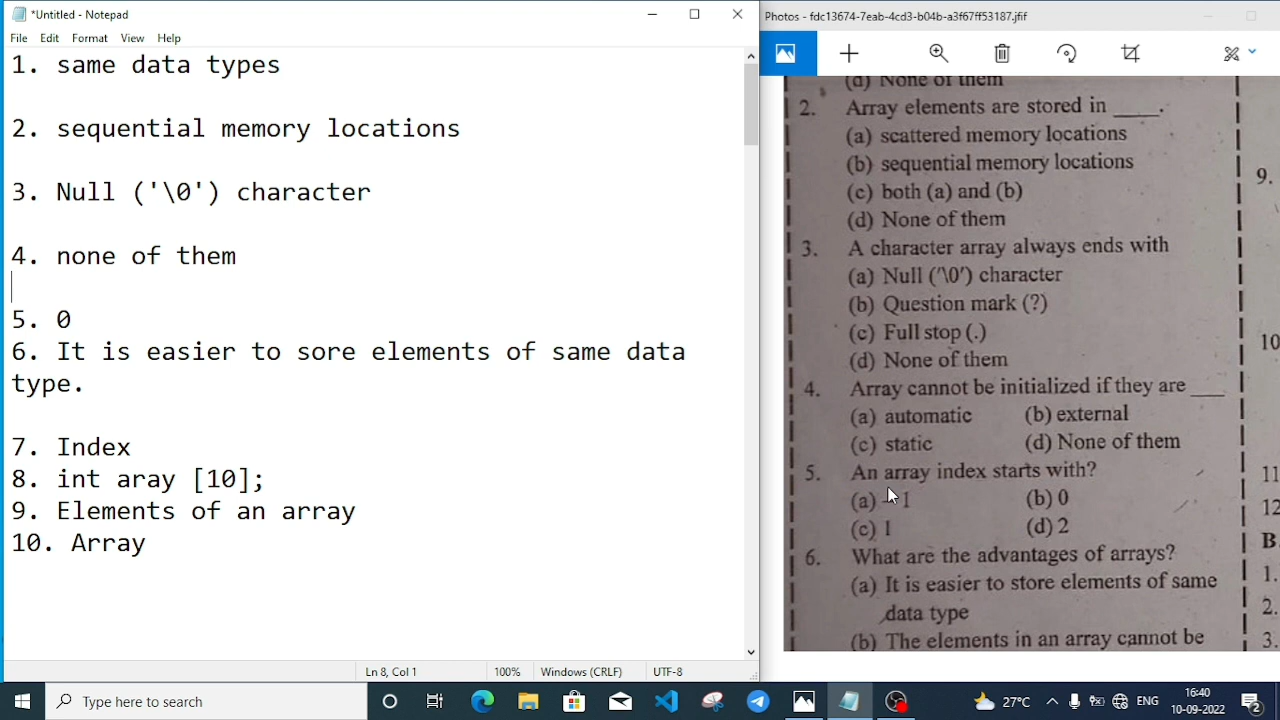 *Untitled - Notepad
File Edit Format View Help
1. same data types
2. sequential memory locations
3. Null ('\0') character
4. none of them
5. 0
6. It is easier to sore elements of same data
type.
7. Index
8. int aray [10];
9. Elements of an array
10. Array
Ln 8, Col 1 100% Windows (CRLF) UTF-8
Photos - fdc13674-7eab-4cd3-b04b-a3f67ff53187.jfif
(d) None of them
2. Array elements are stored in ____.
(a) scattered memory locations
(b) sequential memory locations
(c) both (a) and (b)
(d) None of them
3. A character array always ends with
(a) Null ('\0') character
(b) Question mark (?)
(c) Full stop (.)
(d) None of them
4. Array cannot be initialized if they are ___
(a) automatic (b) external
(c) static (d) None of them
5. An array index starts with?
(a) –1 (b) 0
(c) 1 (d) 2
6. What are the advantages of arrays?
(a) It is easier to store elements of same
data type
(b) The elements in an array cannot be
9.
10
11
12
B.
1.
2.
3.
Type here to search
27°C ENG 16:40
10-09-2022
2